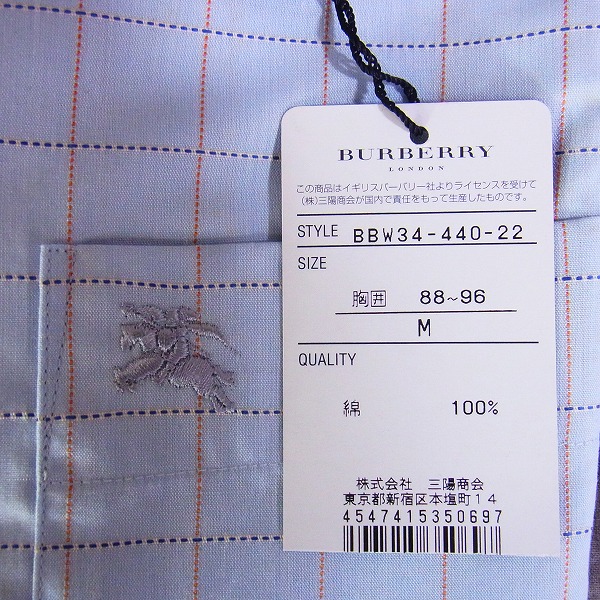 BURBERRY
LONDON
この商品はイギリスバーバリー社よりライセンスを受けて
(株)三陽商会が国内で責任をもって生産したものです。
STYLE BBW34-440-22
SIZE
胸囲 88~96
M
QUALITY
綿 100%
株式会社 三陽商会
東京都新宿区本塩町14
4547415350697